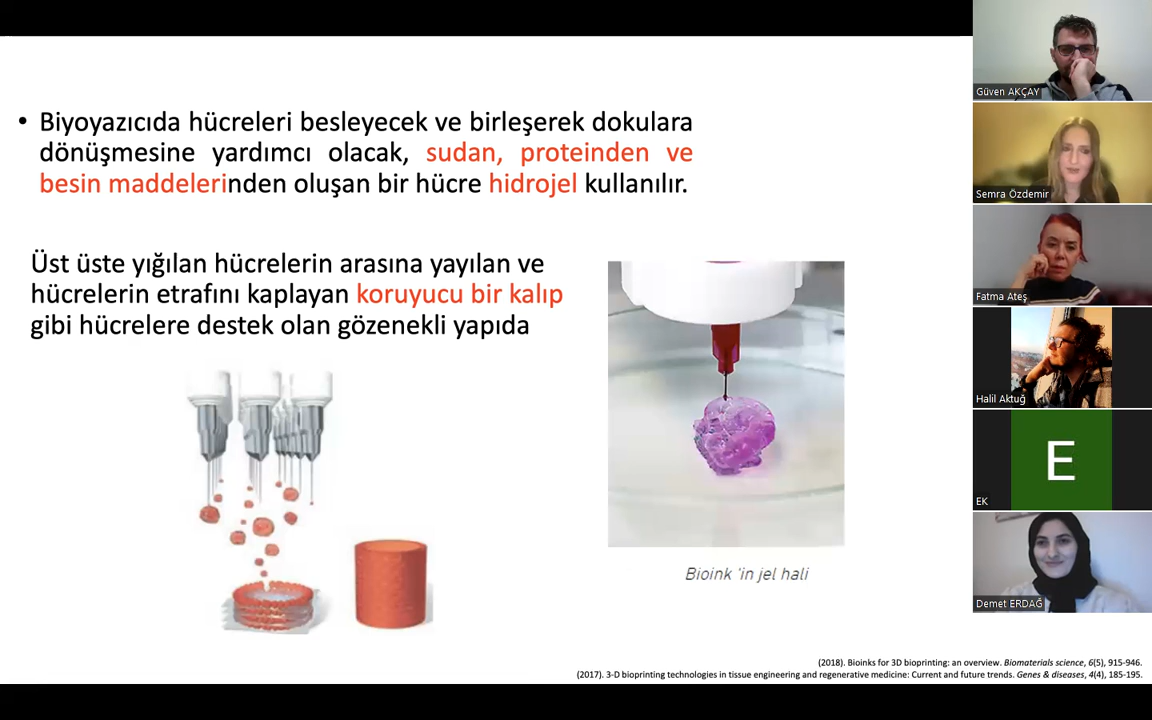 • Biyoyazıcıda hücreleri besleyecek ve birleşerek dokulara
dönüşmesine yardımcı olacak, sudan, proteinden ve
besin maddelerinden oluşan bir hücre hidrojel kullanılır.
Üst üste yığılan hücrelerin arasına yayılan ve
hücrelerin etrafını kaplayan koruyucu bir kalıp
gibi hücrelere destek olan gözenekli yapıda
Bioink 'in jel hali
(2018). Bioinks for 3D bioprinting: an overview. Biomaterials science, 6(5), 915-946.
(2017). 3-D bioprinting technologies in tissue engineering and regenerative medicine: Current and future trends. Genes & diseases, 4(4), 185-195.
Güven AKÇAY
Semra Özdemir
Fatma Ateş
Halil Aktuğ
E
EK
Demet ERDAĞ